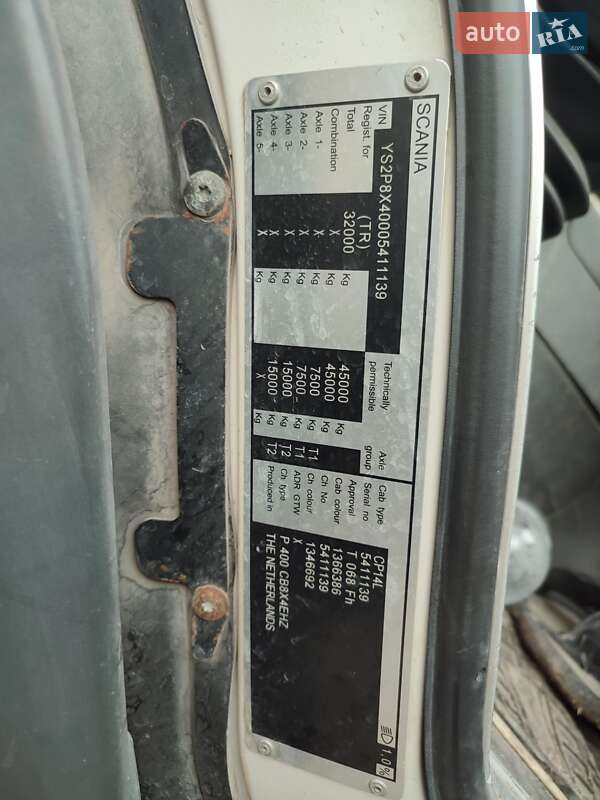 auto RIA.com
SCANIA
VIN YS2P8X40005411139
Regist. for (TR) Technically permissible Axle group
Total 32000 Kg 45000 Kg
Combination X Kg 45000 Kg
Axle 1- X Kg 7500 Kg T1
Axle 2- X Kg 7500 Kg T1
Axle 3- X Kg 15000 Kg T2
Axle 4- X Kg 15000 Kg T2
Axle 5- X Kg X Kg
1,0%
Cab type CP14L
Serial no 5411139
Approval T 068 Fh
Cab colour 1366386
Ch No 5411139
Ch colour 1346692
ADR GTW X
Ch type P 400 CB8X4EHZ
Produced in THE NETHERLANDS